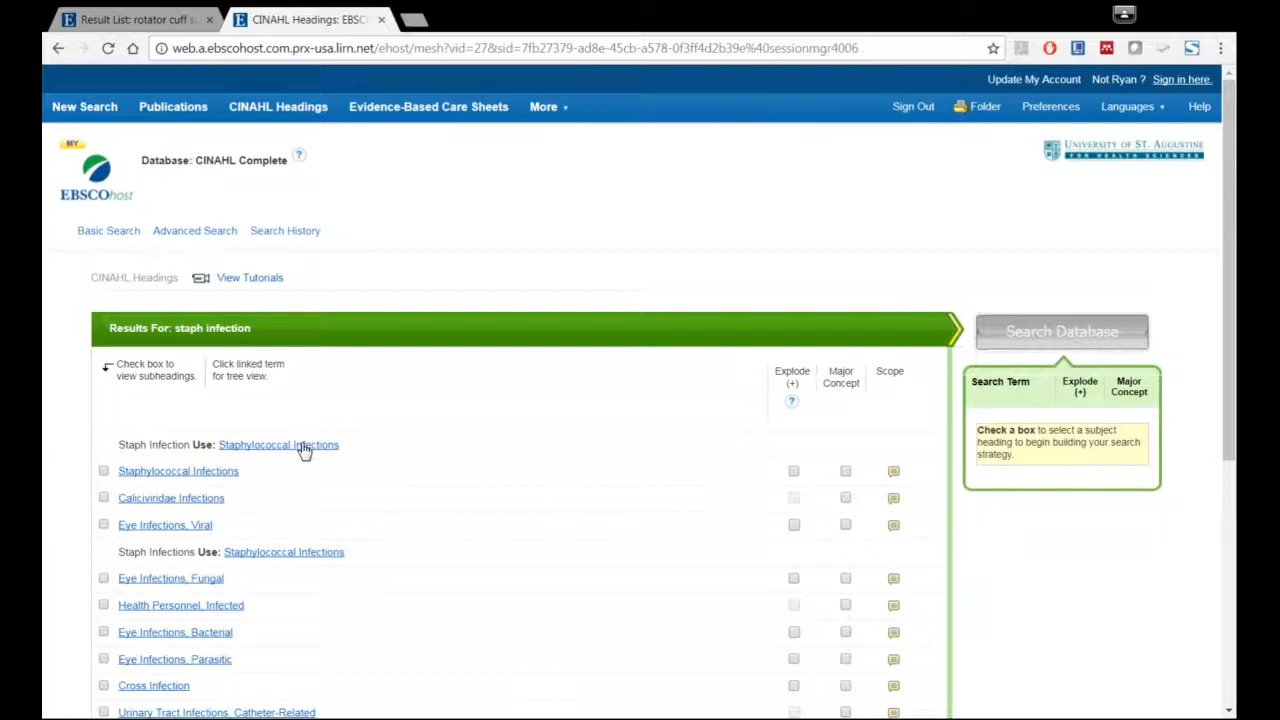 Result List: rotator cuff s
CINAHL Headings: EBSC
web.a.ebscohost.com.prx-usa.lirn.net/ehost/mesh?vid=27&sid=7fb27379-ad8e-45cb-a578-0f3ff4d2b39e%40sessionmgr4006
Update My Account Not Ryan ? Sign in here.
New Search Publications CINAHL Headings Evidence-Based Care Sheets More
Sign Out Folder Preferences Languages Help
MY
EBSCOhost
Database: CINAHL Complete ?
UNIVERSITY OF ST. AUGUSTINE
FOR HEALTH SCIENCES
Basic Search Advanced Search Search History
CINAHL Headings View Tutorials
Results For: staph infection
Search Database
Check box to
view subheadings.
Click linked term
for tree view.
Explode
(+)
?
Major
Concept
Scope
Search Term
Explode
(+)
Major
Concept
Check a box to select a subject
heading to begin building your search
strategy.
Staph Infection Use: Staphylococcal Infections
Staphylococcal Infections
Caliciviridae Infections
Eye Infections, Viral
Staph Infections Use: Staphylococcal Infections
Eye Infections, Fungal
Health Personnel, Infected
Eye Infections, Bacterial
Eye Infections, Parasitic
Cross Infection
Urinary Tract Infections, Catheter-Related